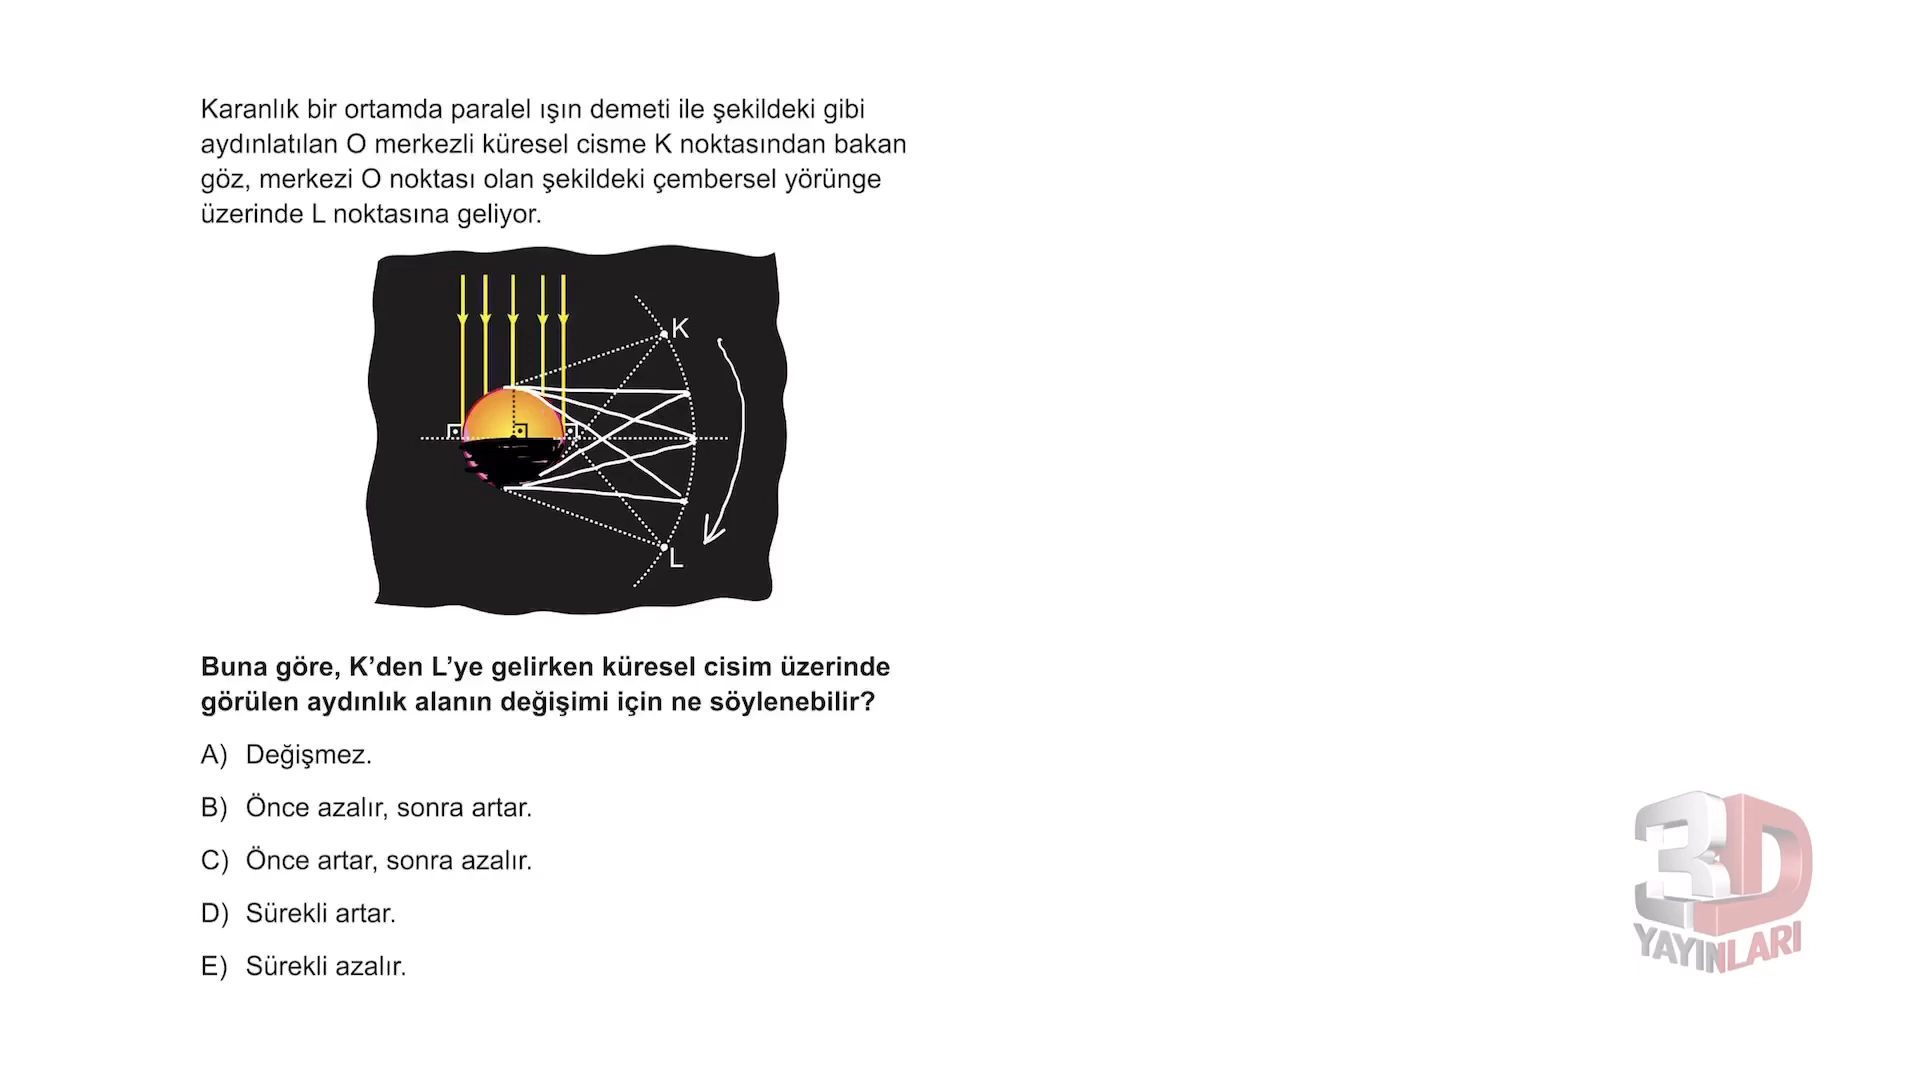 Karanlık bir ortamda paralel ışın demeti ile şekildeki gibi
aydınlatılan O merkezli küresel cisme K noktasından bakan
göz, merkezi O noktası olan şekildeki çembersel yörünge
üzerinde L noktasına geliyor.
K
L
Buna göre, K’den L’ye gelirken küresel cisim üzerinde
görülen aydınlık alanın değişimi için ne söylenebilir?
A) Değişmez.
B) Önce azalır, sonra artar.
C) Önce artar, sonra azalır.
D) Sürekli artar.
E) Sürekli azalır.
3D
YAYINLARI